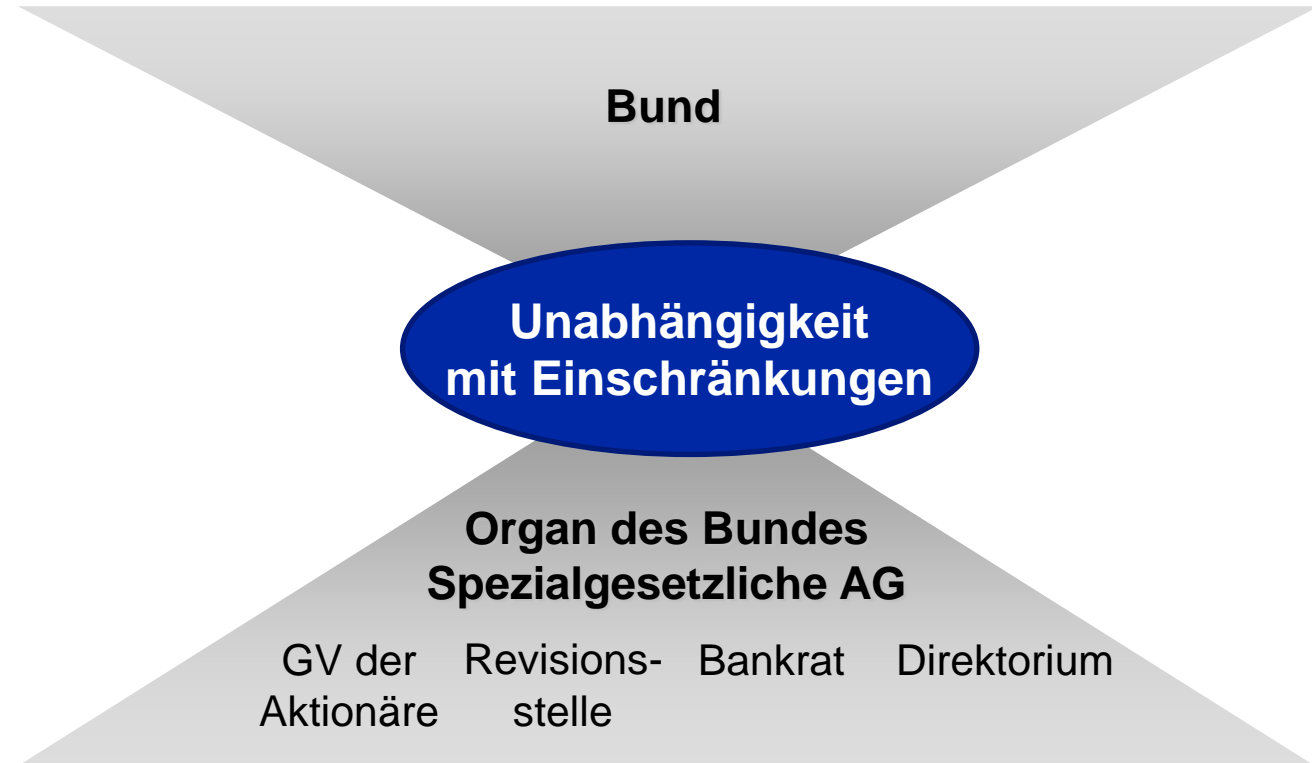 Bund
Unabhängigkeit
mit Einschränkungen
Organ des Bundes
Spezialgesetzliche AG
GV der Revisions- Bankrat Direktorium
Aktionäre stelle